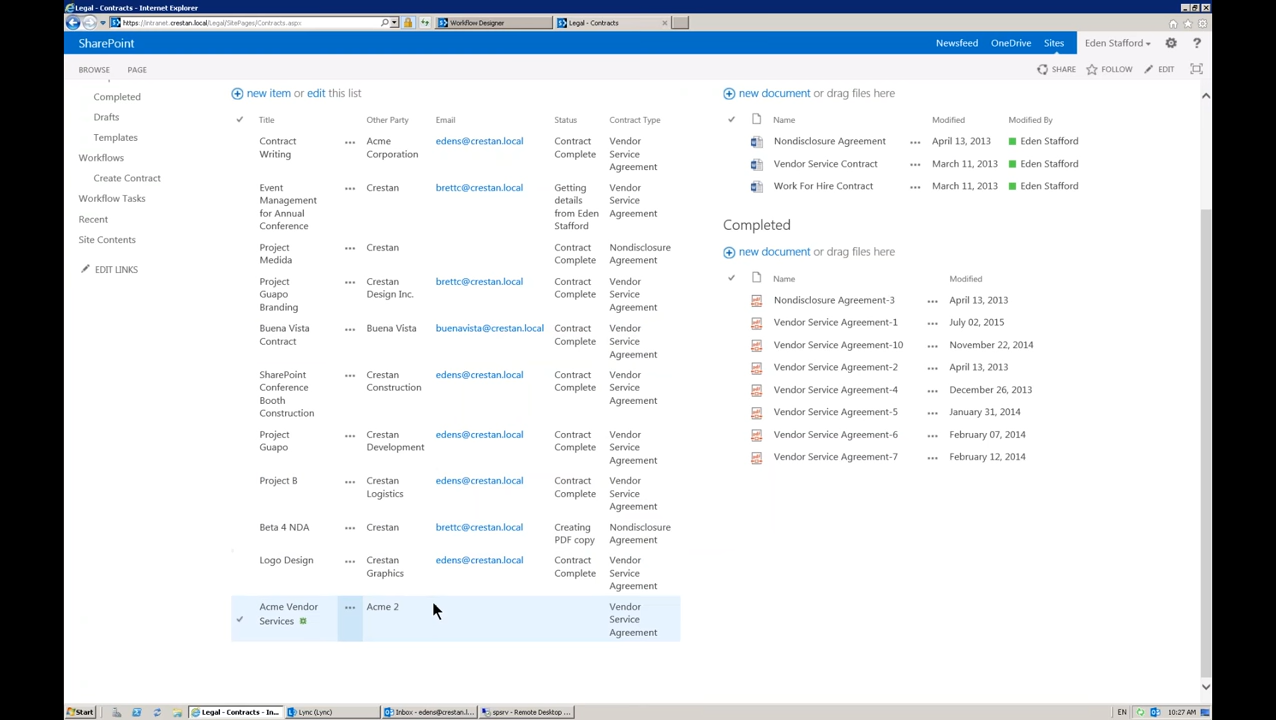 Legal - Contracts - Internet Explorer
https://intranet.crestan.local/Legal/SitePages/Contracts.aspx
Workflow Designer
Legal - Contracts
SharePoint
Newsfeed
OneDrive
Sites
Eden Stafford
BROWSE
PAGE
SHARE
FOLLOW
EDIT
Completed
Drafts
Templates
Workflows
Create Contract
Workflow Tasks
Recent
Site Contents
EDIT LINKS
new item or edit this list
Title Other Party Email Status Contract Type
Contract Acme edens@crestan.local Contract Vendor
Writing Corporation Complete Service
Agreement
Event Crestan brettc@crestan.local Getting Vendor
Management details Service
for Annual from Eden Agreement
Conference Stafford
Project Crestan Contract Nondisclosure
Medida Complete Agreement
Project Crestan brettc@crestan.local Contract Vendor
Guapo Design Inc. Complete Service
Branding Agreement
Buena Vista Buena Vista buenavista@crestan.local Contract Vendor
Contract Complete Service
Agreement
SharePoint Crestan edens@crestan.local Contract Vendor
Conference Construction Complete Service
Booth Agreement
Construction
Project Crestan edens@crestan.local Contract Vendor
Guapo Development Complete Service
Agreement
Project B Crestan edens@crestan.local Contract Vendor
Logistics Complete Service
Agreement
Beta 4 NDA Crestan brettc@crestan.local Creating Nondisclosure
PDF copy Agreement
Logo Design Crestan edens@crestan.local Contract Vendor
Graphics Complete Service
Agreement
Acme Vendor Acme 2 Vendor
Services Service
Agreement
new document or drag files here
Name Modified Modified By
Nondisclosure Agreement April 13, 2013 Eden Stafford
Vendor Service Contract March 11, 2013 Eden Stafford
Work For Hire Contract March 11, 2013 Eden Stafford
Completed
new document or drag files here
Name Modified
Nondisclosure Agreement-3 April 13, 2013
Vendor Service Agreement-1 July 02, 2015
Vendor Service Agreement-10 November 22, 2014
Vendor Service Agreement-2 April 13, 2013
Vendor Service Agreement-4 December 26, 2013
Vendor Service Agreement-5 January 31, 2014
Vendor Service Agreement-6 February 07, 2014
Vendor Service Agreement-7 February 12, 2014
Start
Legal - Contracts - In...
Lync (Lync)
Inbox - edens@crestan.l...
spsrv - Remote Desktop ...
EN
10:27 AM